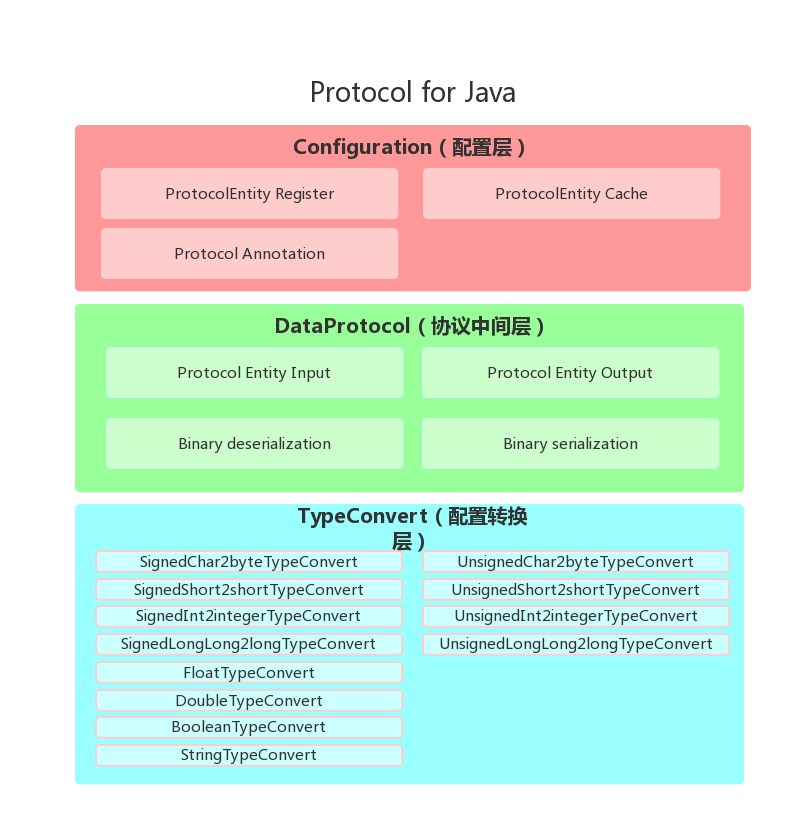 Protocol for Java
Configuration（配置层）
ProtocolEntity Register
ProtocolEntity Cache
Protocol Annotation
DataProtocol（协议中间层）
Protocol Entity Input
Protocol Entity Output
Binary deserialization
Binary serialization
TypeConvert（配置转换
层）
SignedChar2byteTypeConvert
UnsignedChar2byteTypeConvert
SignedShort2shortTypeConvert
UnsignedShort2shortTypeConvert
SignedInt2integerTypeConvert
UnsignedInt2integerTypeConvert
SignedLongLong2longTypeConvert
UnsignedLongLong2longTypeConvert
FloatTypeConvert
DoubleTypeConvert
BooleanTypeConvert
StringTypeConvert